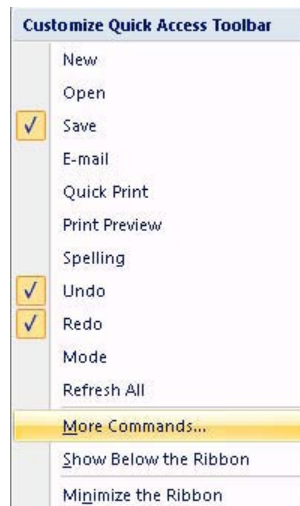 Customize Quick Access Toolbar
New
Open
Save
E-mail
Quick Print
Print Preview
Spelling
Undo
Redo
Mode
Refresh All
More Commands...
Show Below the Ribbon
Minimize the Ribbon